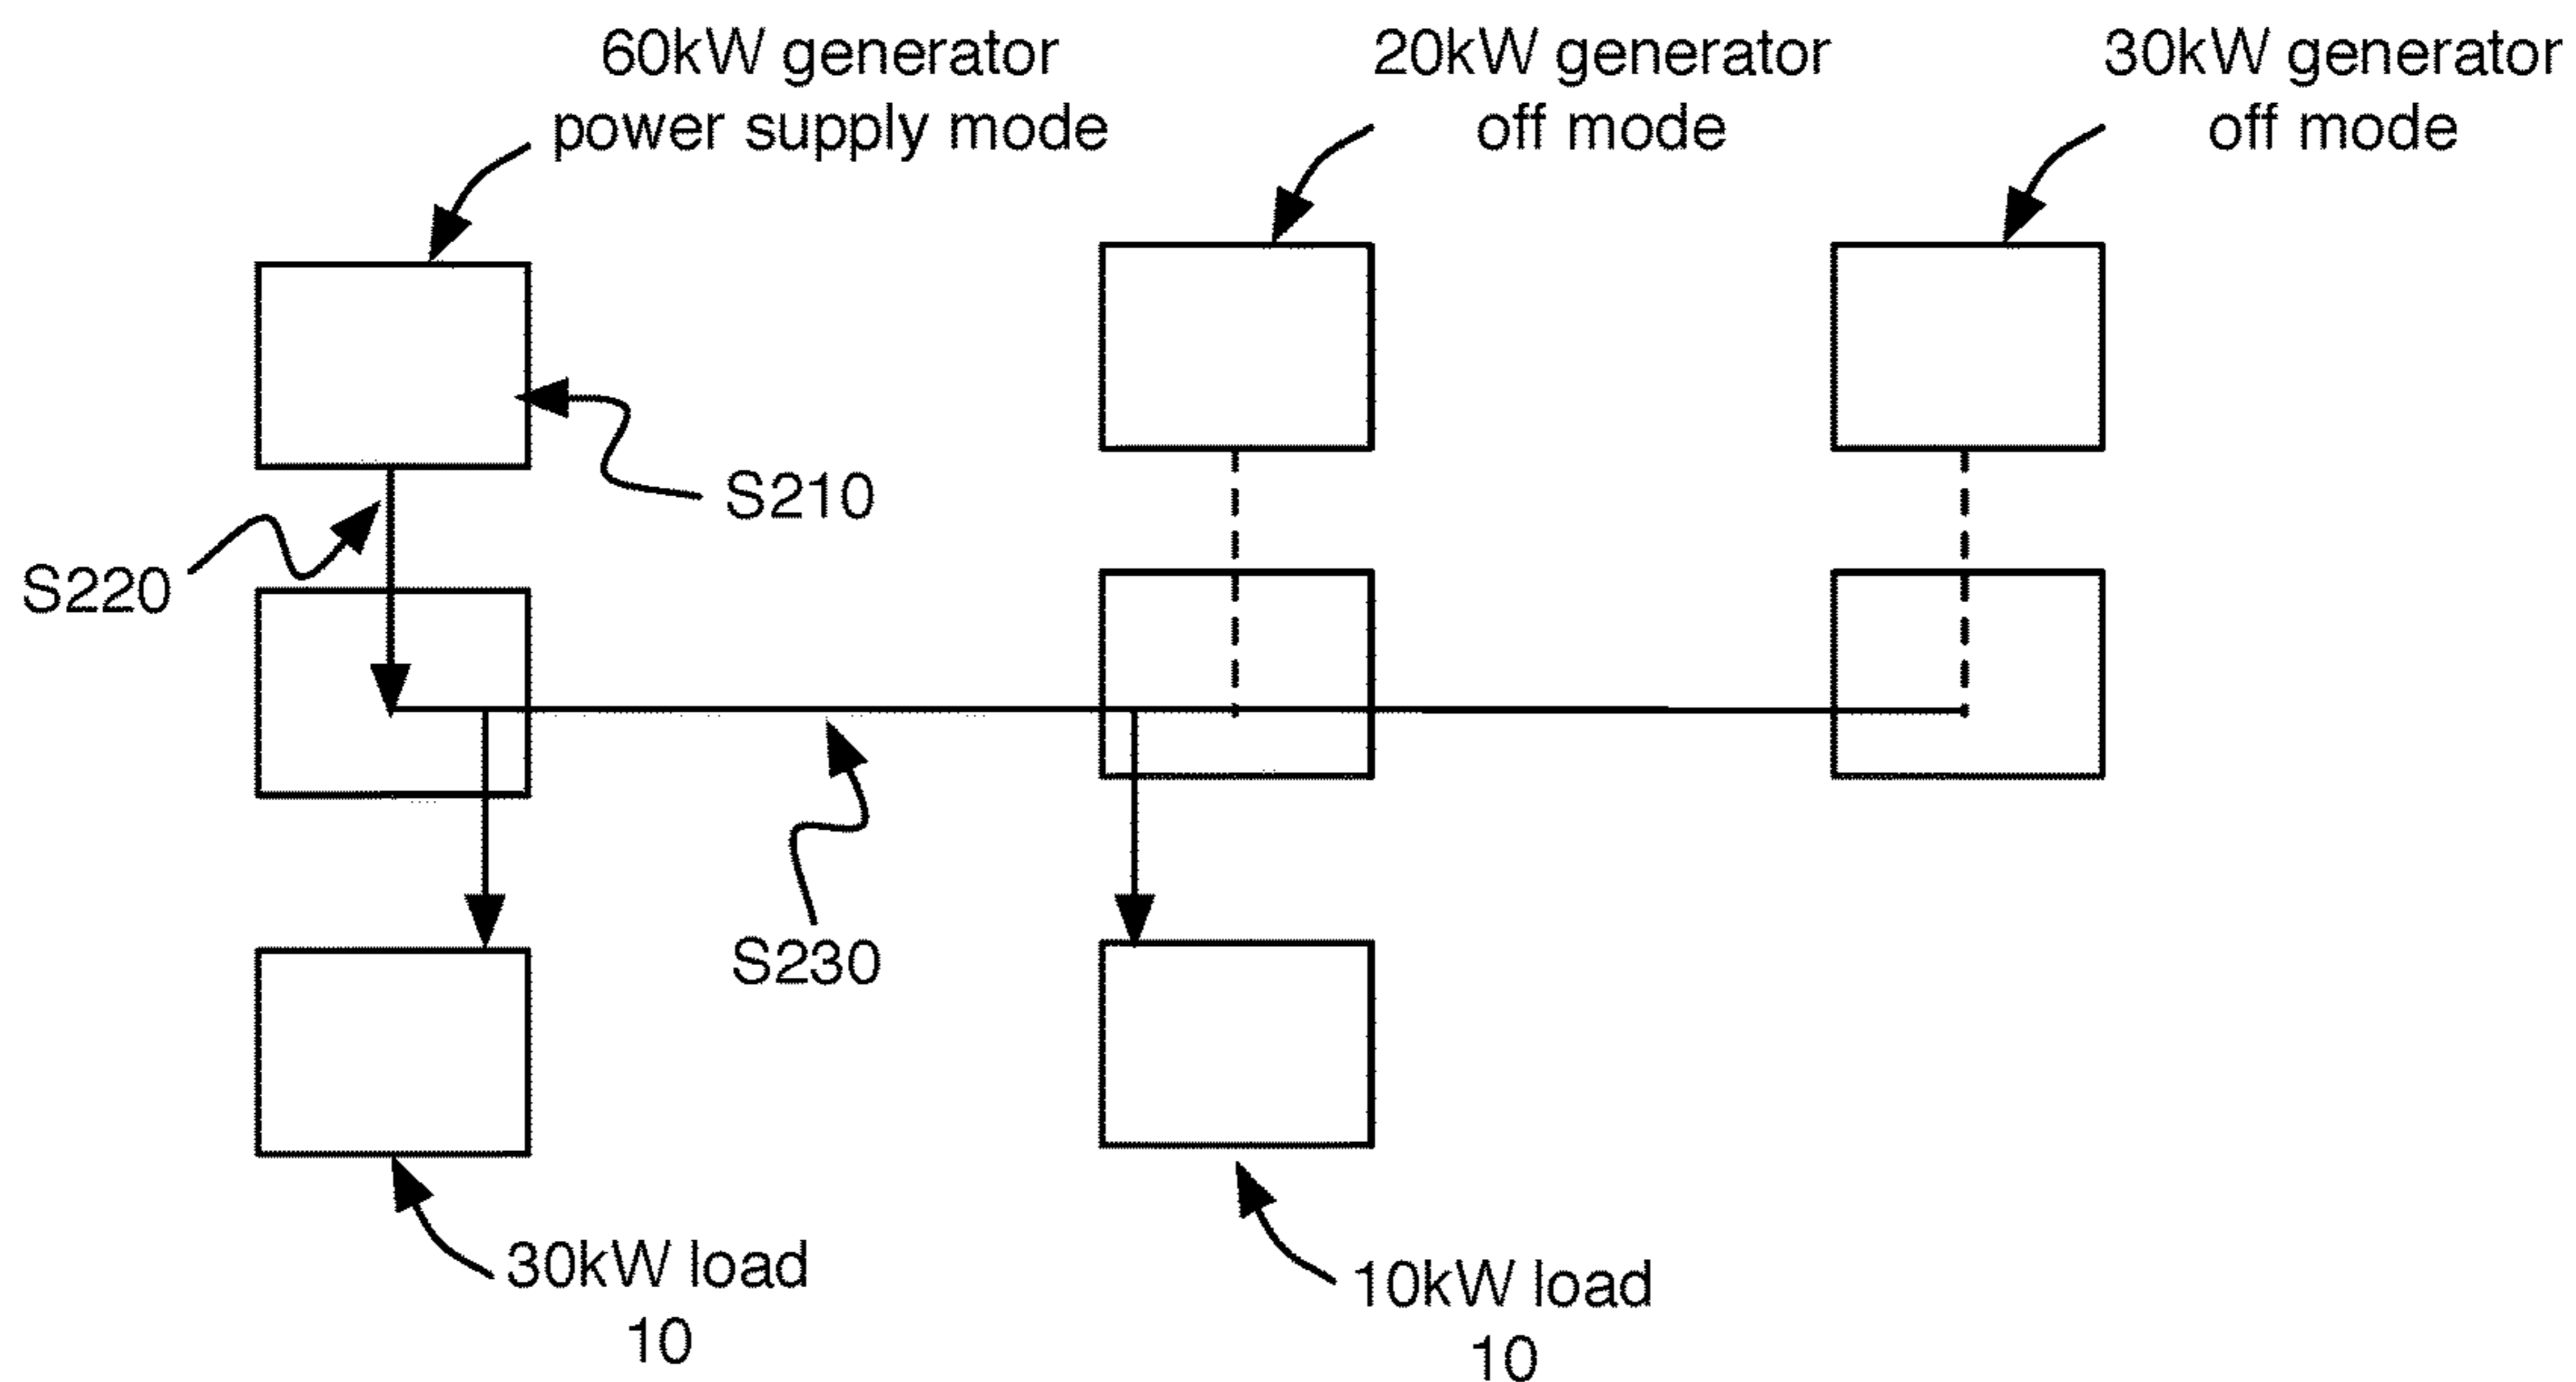 60kW generator
power supply mode
20kW generator
off mode
30kW generator
off mode
S210
S220
S230
30kW load
10
10kW load
10